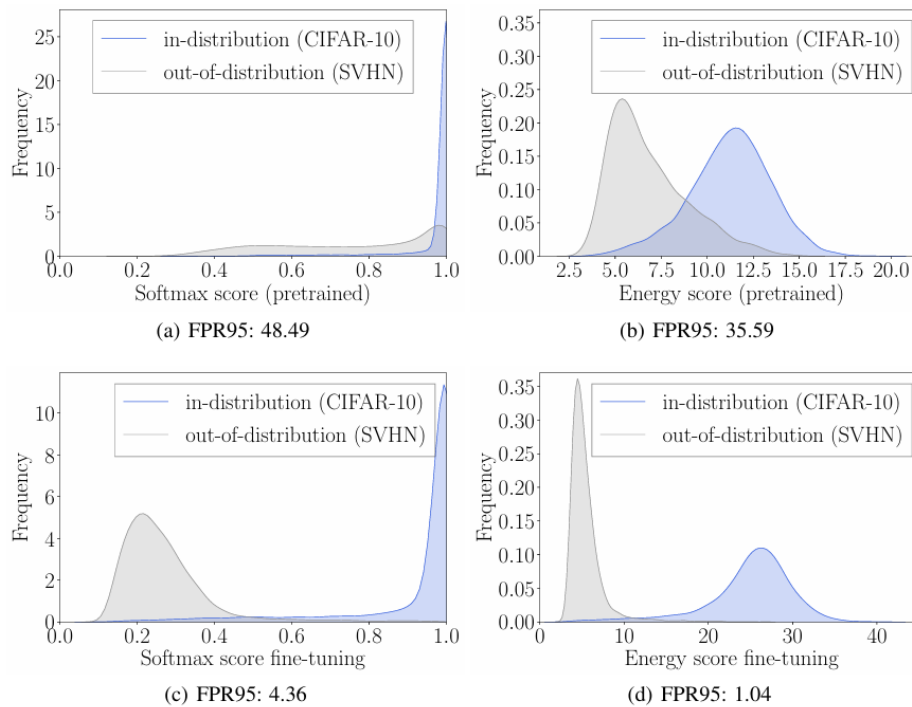 in-distribution (CIFAR-10)
out-of-distribution (SVHN)
Frequency
25
20
15
10
5
0
0.0 0.2 0.4 0.6 0.8 1.0
Softmax score (pretrained)
(a) FPR95: 48.49
in-distribution (CIFAR-10)
out-of-distribution (SVHN)
Frequency
0.35
0.30
0.25
0.20
0.15
0.10
0.05
0.00
2.5 5.0 7.5 10.0 12.5 15.0 17.5 20.0
Energy score (pretrained)
(b) FPR95: 35.59
in-distribution (CIFAR-10)
out-of-distribution (SVHN)
Frequency
10
8
6
4
2
0
0.0 0.2 0.4 0.6 0.8 1.0
Softmax score fine-tuning
(c) FPR95: 4.36
in-distribution (CIFAR-10)
out-of-distribution (SVHN)
Frequency
0.35
0.30
0.25
0.20
0.15
0.10
0.05
0.00
0 10 20 30 40
Energy score fine-tuning
(d) FPR95: 1.04